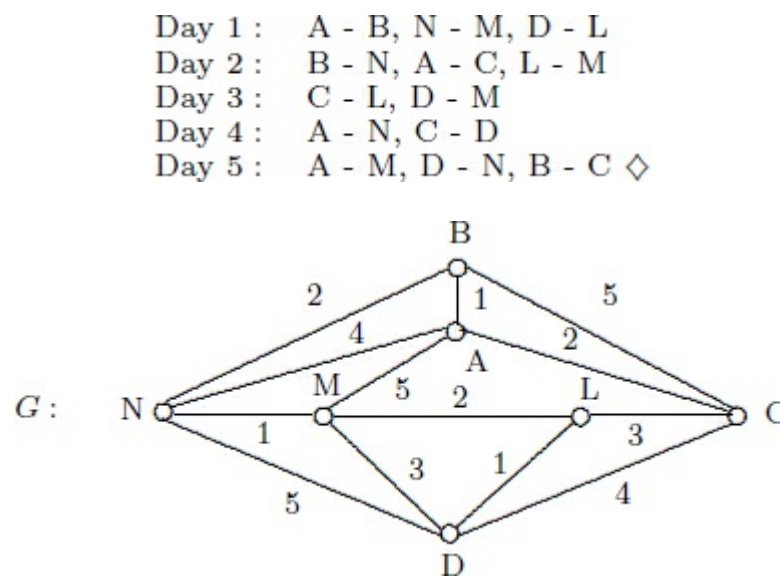 Day 1 : A - B, N - M, D - L
Day 2 : B - N, A - C, L - M
Day 3 : C - L, D - M
Day 4 : A - N, C - D
Day 5 : A - M, D - N, B - C ◇
B
2 1 5
4 2
A
M L
5 2
G : N C
1 3
3 1
5 4
D